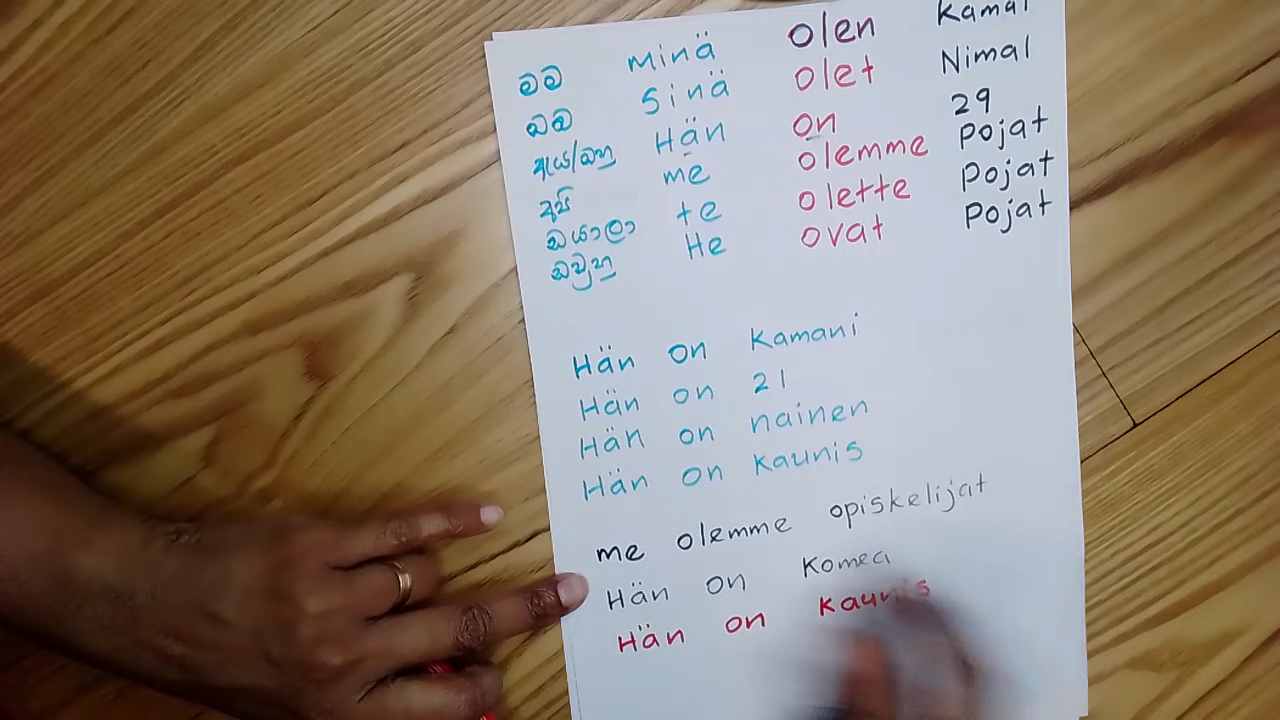 මම minä olen Kamal
ඔබ sinä olet Nimal
ඇය/ඔහු Hän on 29
අපි me olemme Pojat
ඔයාලා te olette Pojat
ඔවුහු He ovat Pojat
Hän on Kamani
Hän on 21
Hän on nainen
Hän on kaunis
me olemme opiskelijat
Hän on Komea
Hän on kaunis